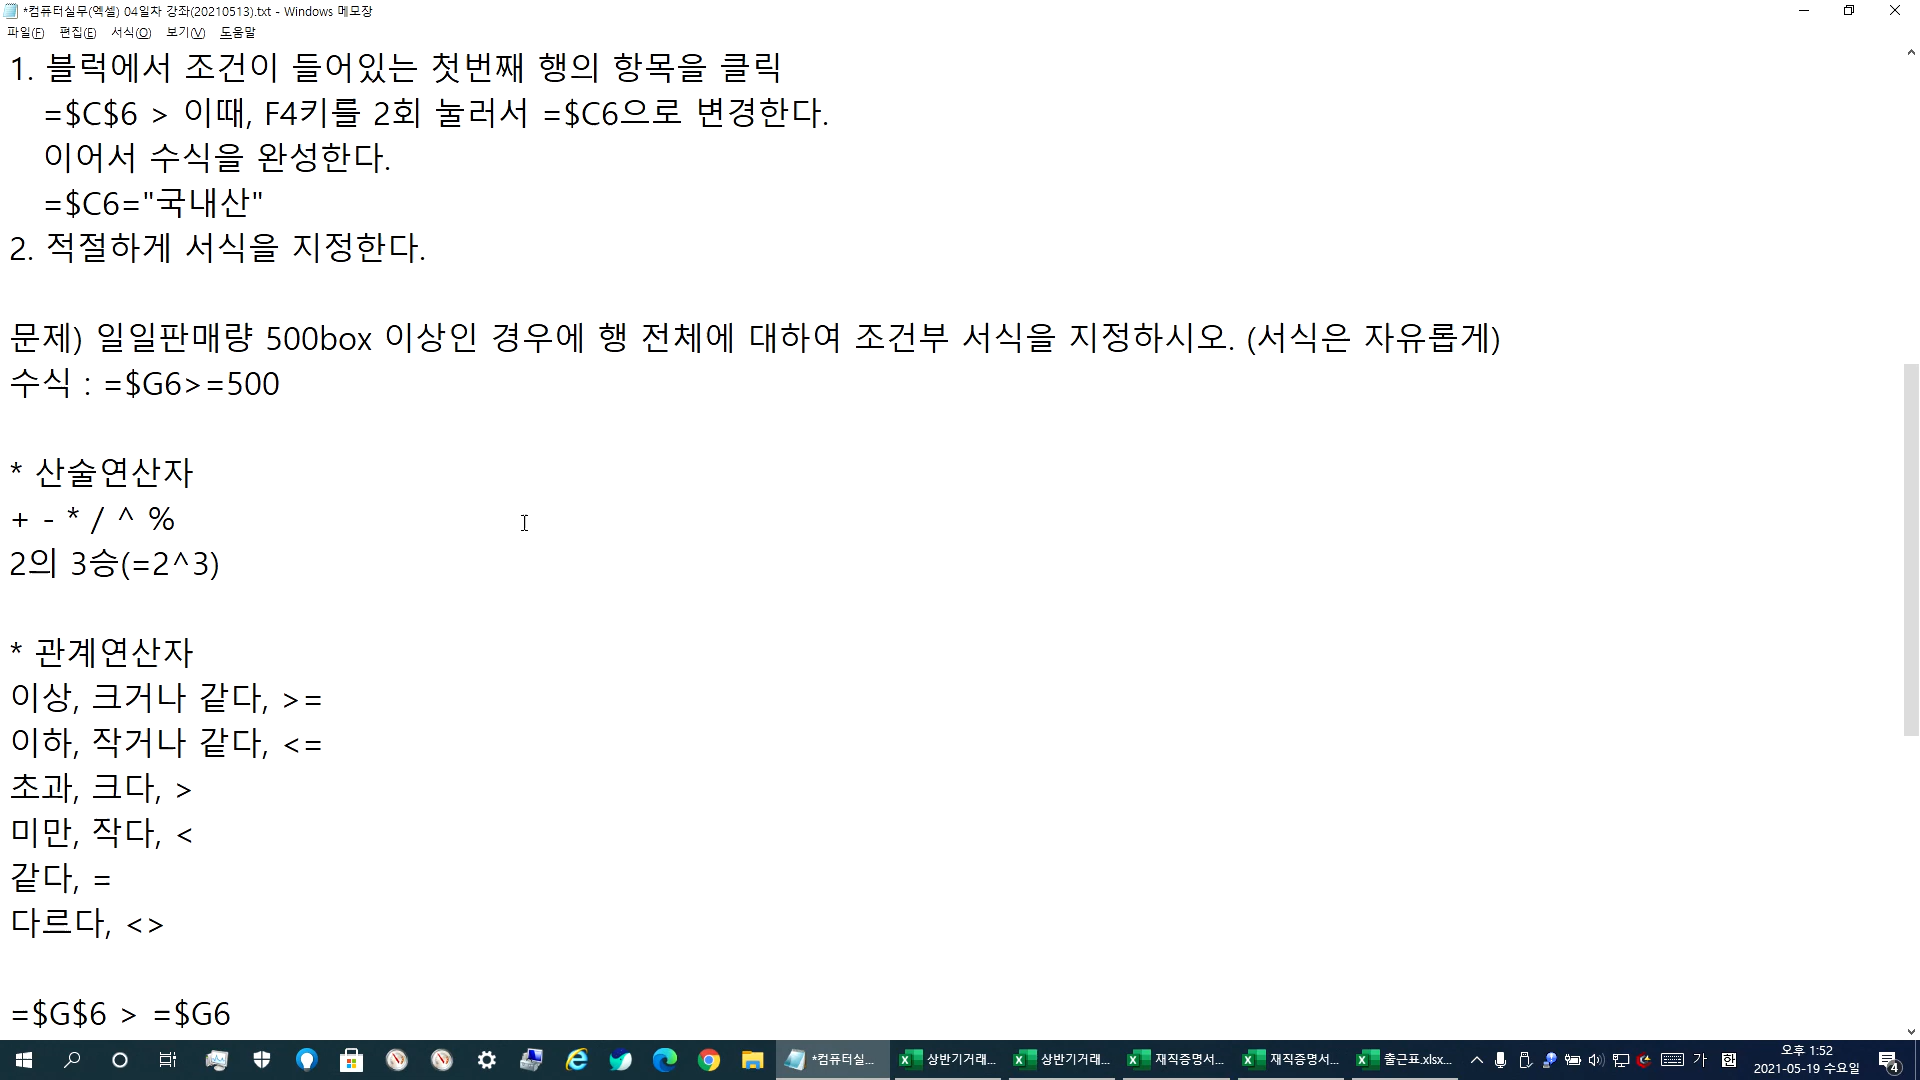 *컴퓨터실무(엑셀) 04일차 강좌(20210513).txt - Windows 메모장
파일(F) 편집(E) 서식(O) 보기(V) 도움말
1. 블럭에서 조건이 들어있는 첫번째 행의 항목을 클릭
=$C$6 > 이때, F4키를 2회 눌러서 =$C6으로 변경한다.
이어서 수식을 완성한다.
=$C6="국내산"
2. 적절하게 서식을 지정한다.
문제) 일일판매량 500box 이상인 경우에 행 전체에 대하여 조건부 서식을 지정하시오. (서식은 자유롭게)
수식 : =$G6>=500
* 산술연산자
+ - * / ^ %
2의 3승(=2^3)
* 관계연산자
이상, 크거나 같다, >=
이하, 작거나 같다, <=
초과, 크다, >
미만, 작다, <
같다, =
다르다, <>
=$G$6 > =$G6
*컴퓨터실... 상반기거래... 상반기거래... 재직증명서... 재직증명서... 출근표.xlsx... 가 한 오후 1:52
2021-05-19 수요일 4